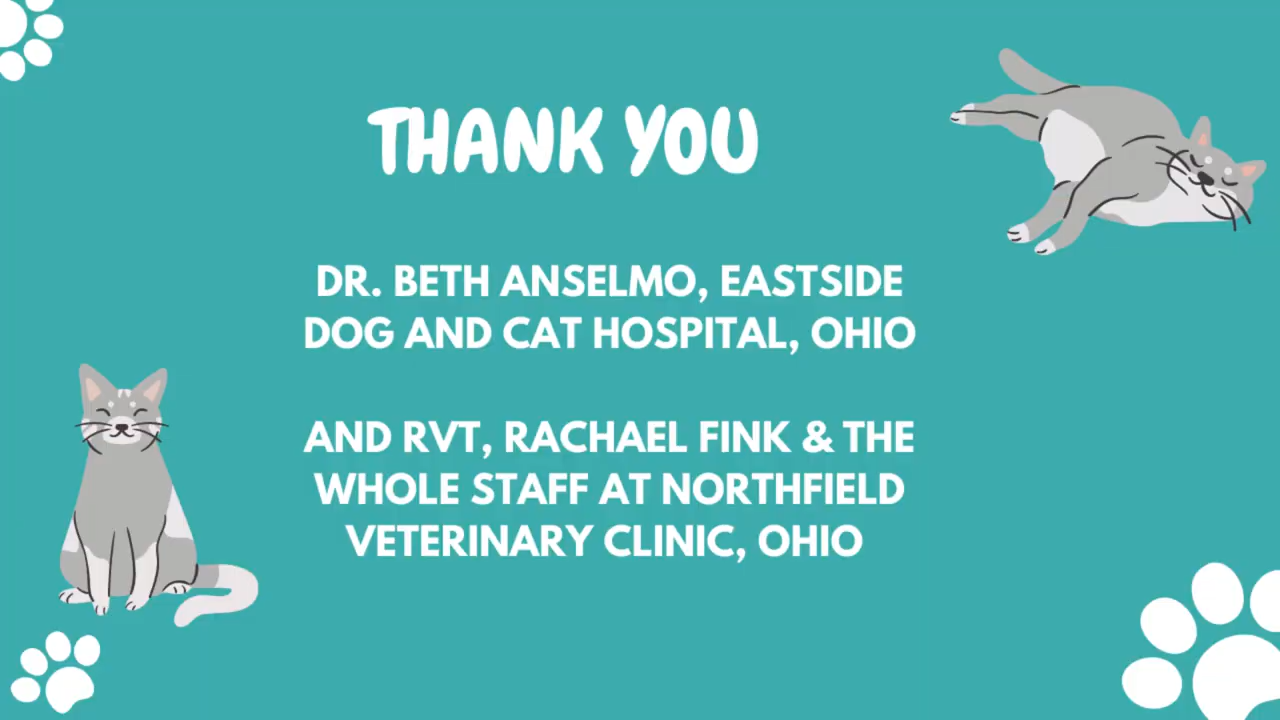 THANK YOU
DR. BETH ANSELMO, EASTSIDE
DOG AND CAT HOSPITAL, OHIO
AND RVT, RACHAEL FINK & THE
WHOLE STAFF AT NORTHFIELD
VETERINARY CLINIC, OHIO